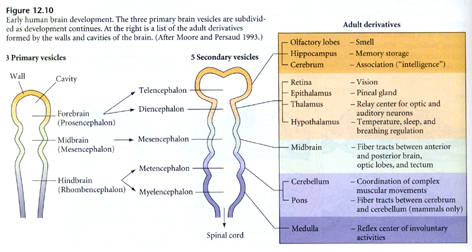 Figure 12.10
Early human brain development. The three primary brain vesicles are subdivid-
ed as development continues. At the right is a list of the adult derivatives
formed by the walls and cavities of the brain. (After Moore and Persaud 1993.)
Adult derivatives
3 Primary vesicles
5 Secondary vesicles
Wall
Cavity
Forebrain
(Prosencephalon)
Midbrain
(Mesencephalon)
Hindbrain
(Rhombencephalon)
Telencephalon
Diencephalon
Mesencephalon
Metencephalon
Myelencephalon
Spinal cord
Olfactory lobes – Smell
Hippocampus – Memory storage
Cerebrum – Association ("intelligence")
Retina – Vision
Epithalamus – Pineal gland
Thalamus – Relay center for optic and
auditory neurons
Hypothalamus – Temperature, sleep, and
breathing regulation
Midbrain – Fiber tracts between anterior
and posterior brain,
optic lobes, and tectum
Cerebellum – Coordination of complex
muscular movements
Pons – Fiber tracts between cerebrum
and cerebellum (mammals only)
Medulla – Reflex center of involuntary
activities